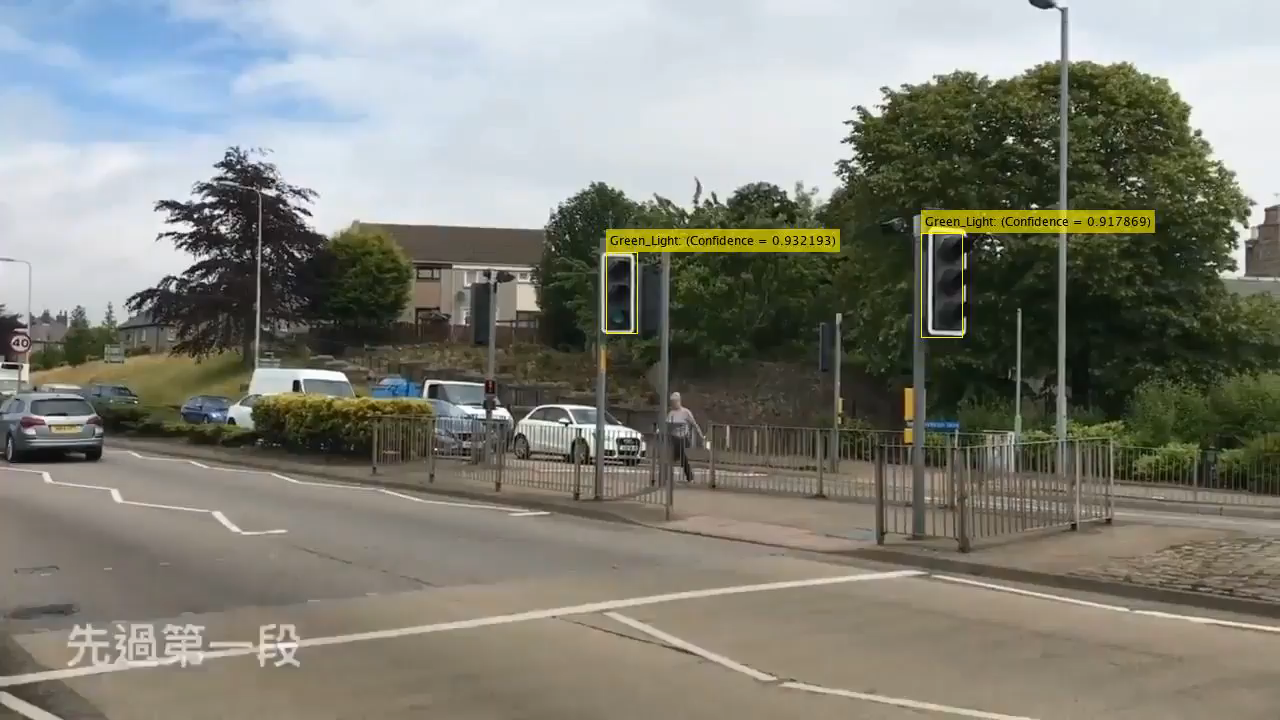 Green_Light: (Confidence = 0.917869)
Green_Light: (Confidence = 0.932193)
40
先過第一段